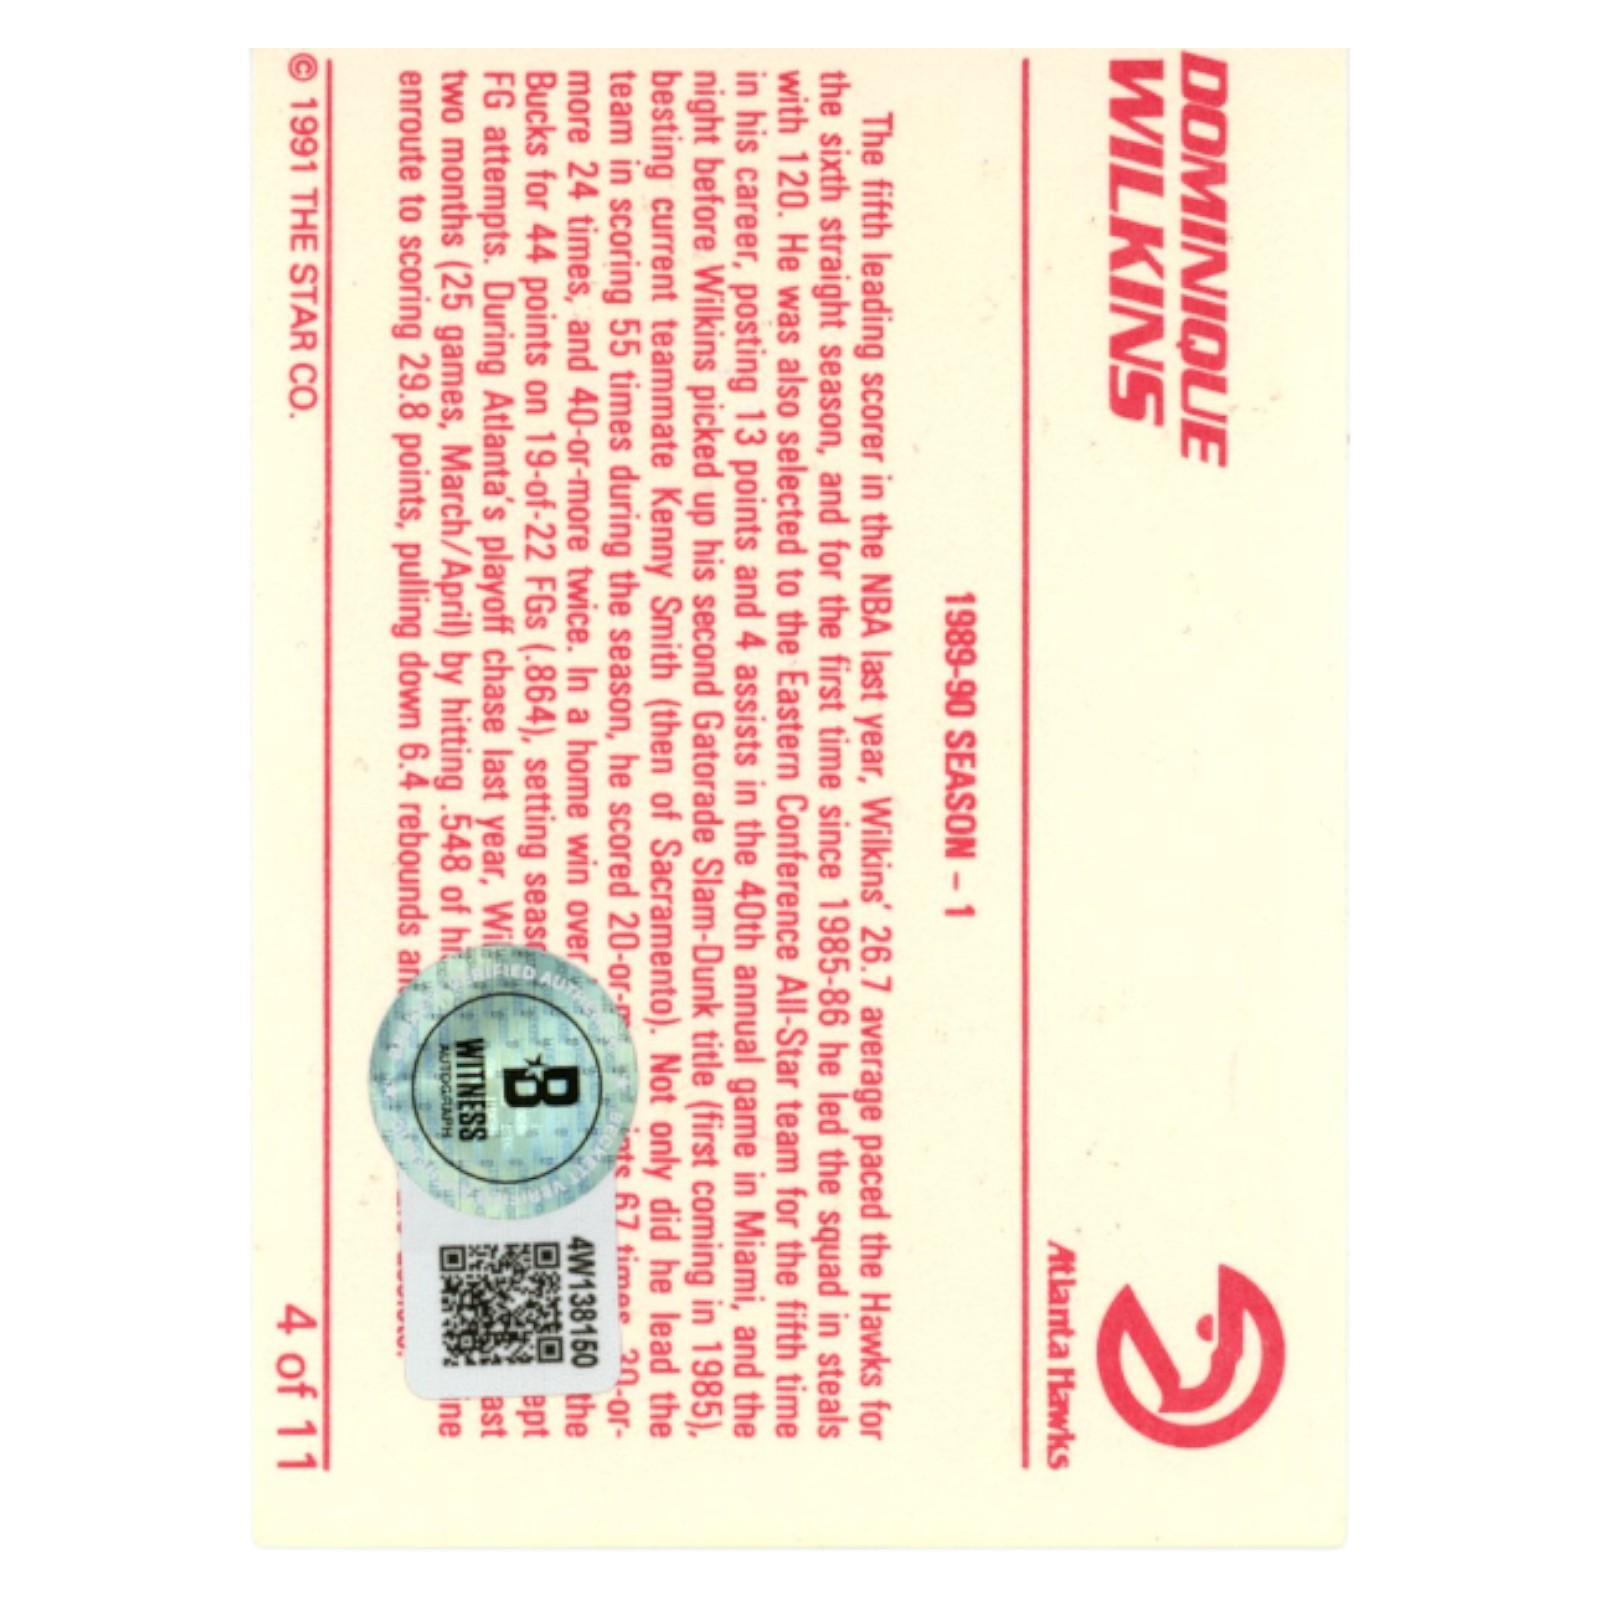 DOMINIQUE
WILKINS
Atlanta Hawks
1989-90 SEASON – 1
The fifth leading scorer in the NBA last year, Wilkins' 26.7 average paced the Hawks for
the sixth straight season, and for the first time since 1985-86 he led the squad in steals
with 120. He was also selected to the Eastern Conference All-Star team for the fifth time
in his career, posting 13 points and 4 assists in the 40th annual game in Miami, and the
night before Wilkins picked up his second Gatorade Slam-Dunk title (first coming in 1985),
besting current teammate Kenny Smith (then of Sacramento). Not only did he lead the
team in scoring 55 times during the season, he scored 20-or- 67 times, 30-or-
more 24 times, and 40-or-more twice. In a home win over the
Bucks for 44 points on 19-of-22 FGs (.864), setting
FG attempts. During Atlanta's playoff chase last year,
two months (25 games, March/April) by hitting .548 of
enroute to scoring 29.8 points, pulling down 6.4 rebounds
© 1991 THE STAR CO.
4 of 11
B
WITNESS
AUTOGRAPH
4W138150